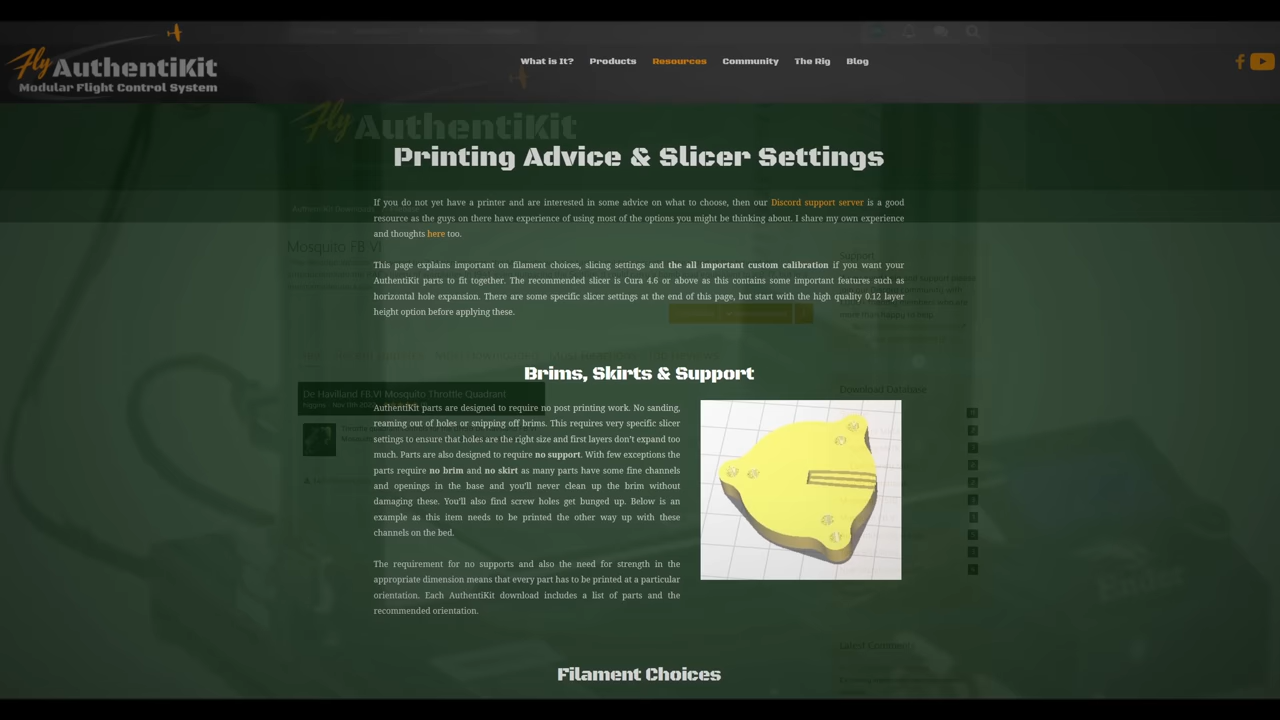 Fly AuthentiKit
Modular Flight Control System
What is It?
Products
Resources
Community
The Rig
Blog
Fly AuthentiKit
Printing Advice & Slicer Settings
If you do not yet have a printer and are interested in some advice on what to choose, then our Discord support server is a good
resource as the guys on there have experience of using most of the options you might be thinking about. I share my own experience
and thoughts here too.
Mosquito FB VI
Support
This page explains important on filament choices, slicing settings and the all important custom calibration if you want your
AuthentiKit parts to fit together. The recommended slicer is Cura 4.6 or above as this contains some important features such as
horizontal hole expansion. There are some specific slicer settings at the end of this page, but start with the high quality 0.12 layer
height option before applying these.
Brims, Skirts & Support
De Havilland FB.VI Mosquito Throttle Quadrant
Download Database
AuthentiKit parts are designed to require no post printing work. No sanding,
reaming out of holes or snipping off brims. This requires very specific slicer
settings to ensure that holes are the right size and first layers don't expand too
much. Parts are also designed to require no support. With few exceptions the
parts require no brim and no skirt as many parts have some fine channels
and openings in the base and you'll never clean up the brim without
damaging these. You'll also find screw holes get bunged up. Below is an
example as this item needs to be printed the other way up with these
channels on the bed.
The requirement for no supports and also the need for strength in the
appropriate dimension means that every part has to be printed at a particular
orientation. Each AuthentiKit download includes a list of parts and the
recommended orientation.
Latest Comment
Filament Choices